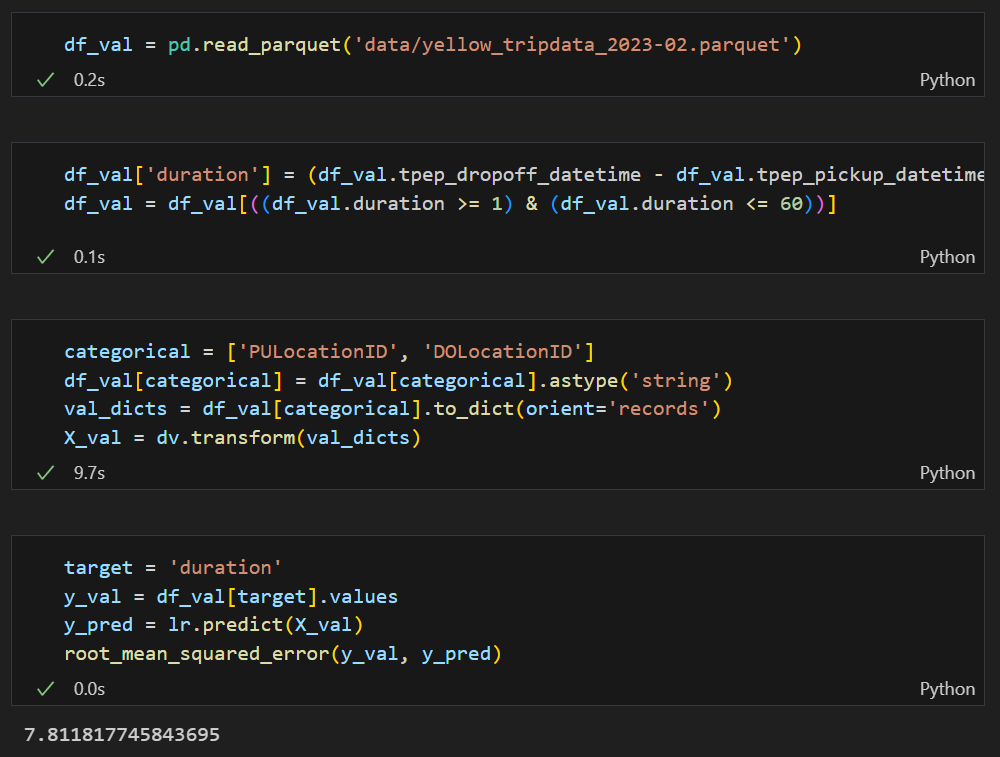 df_val = pd.read_parquet('data/yellow_tripdata_2023-02.parquet')
0.2s Python
df_val['duration'] = (df_val.tpep_dropoff_datetime - df_val.tpep_pickup_datetime
df_val = df_val[((df_val.duration >= 1) & (df_val.duration <= 60))]
0.1s Python
categorical = ['PULocationID', 'DOLocationID']
df_val[categorical] = df_val[categorical].astype('string')
val_dicts = df_val[categorical].to_dict(orient='records')
X_val = dv.transform(val_dicts)
9.7s Python
target = 'duration'
y_val = df_val[target].values
y_pred = lr.predict(X_val)
root_mean_squared_error(y_val, y_pred)
0.0s Python
7.811817745843695